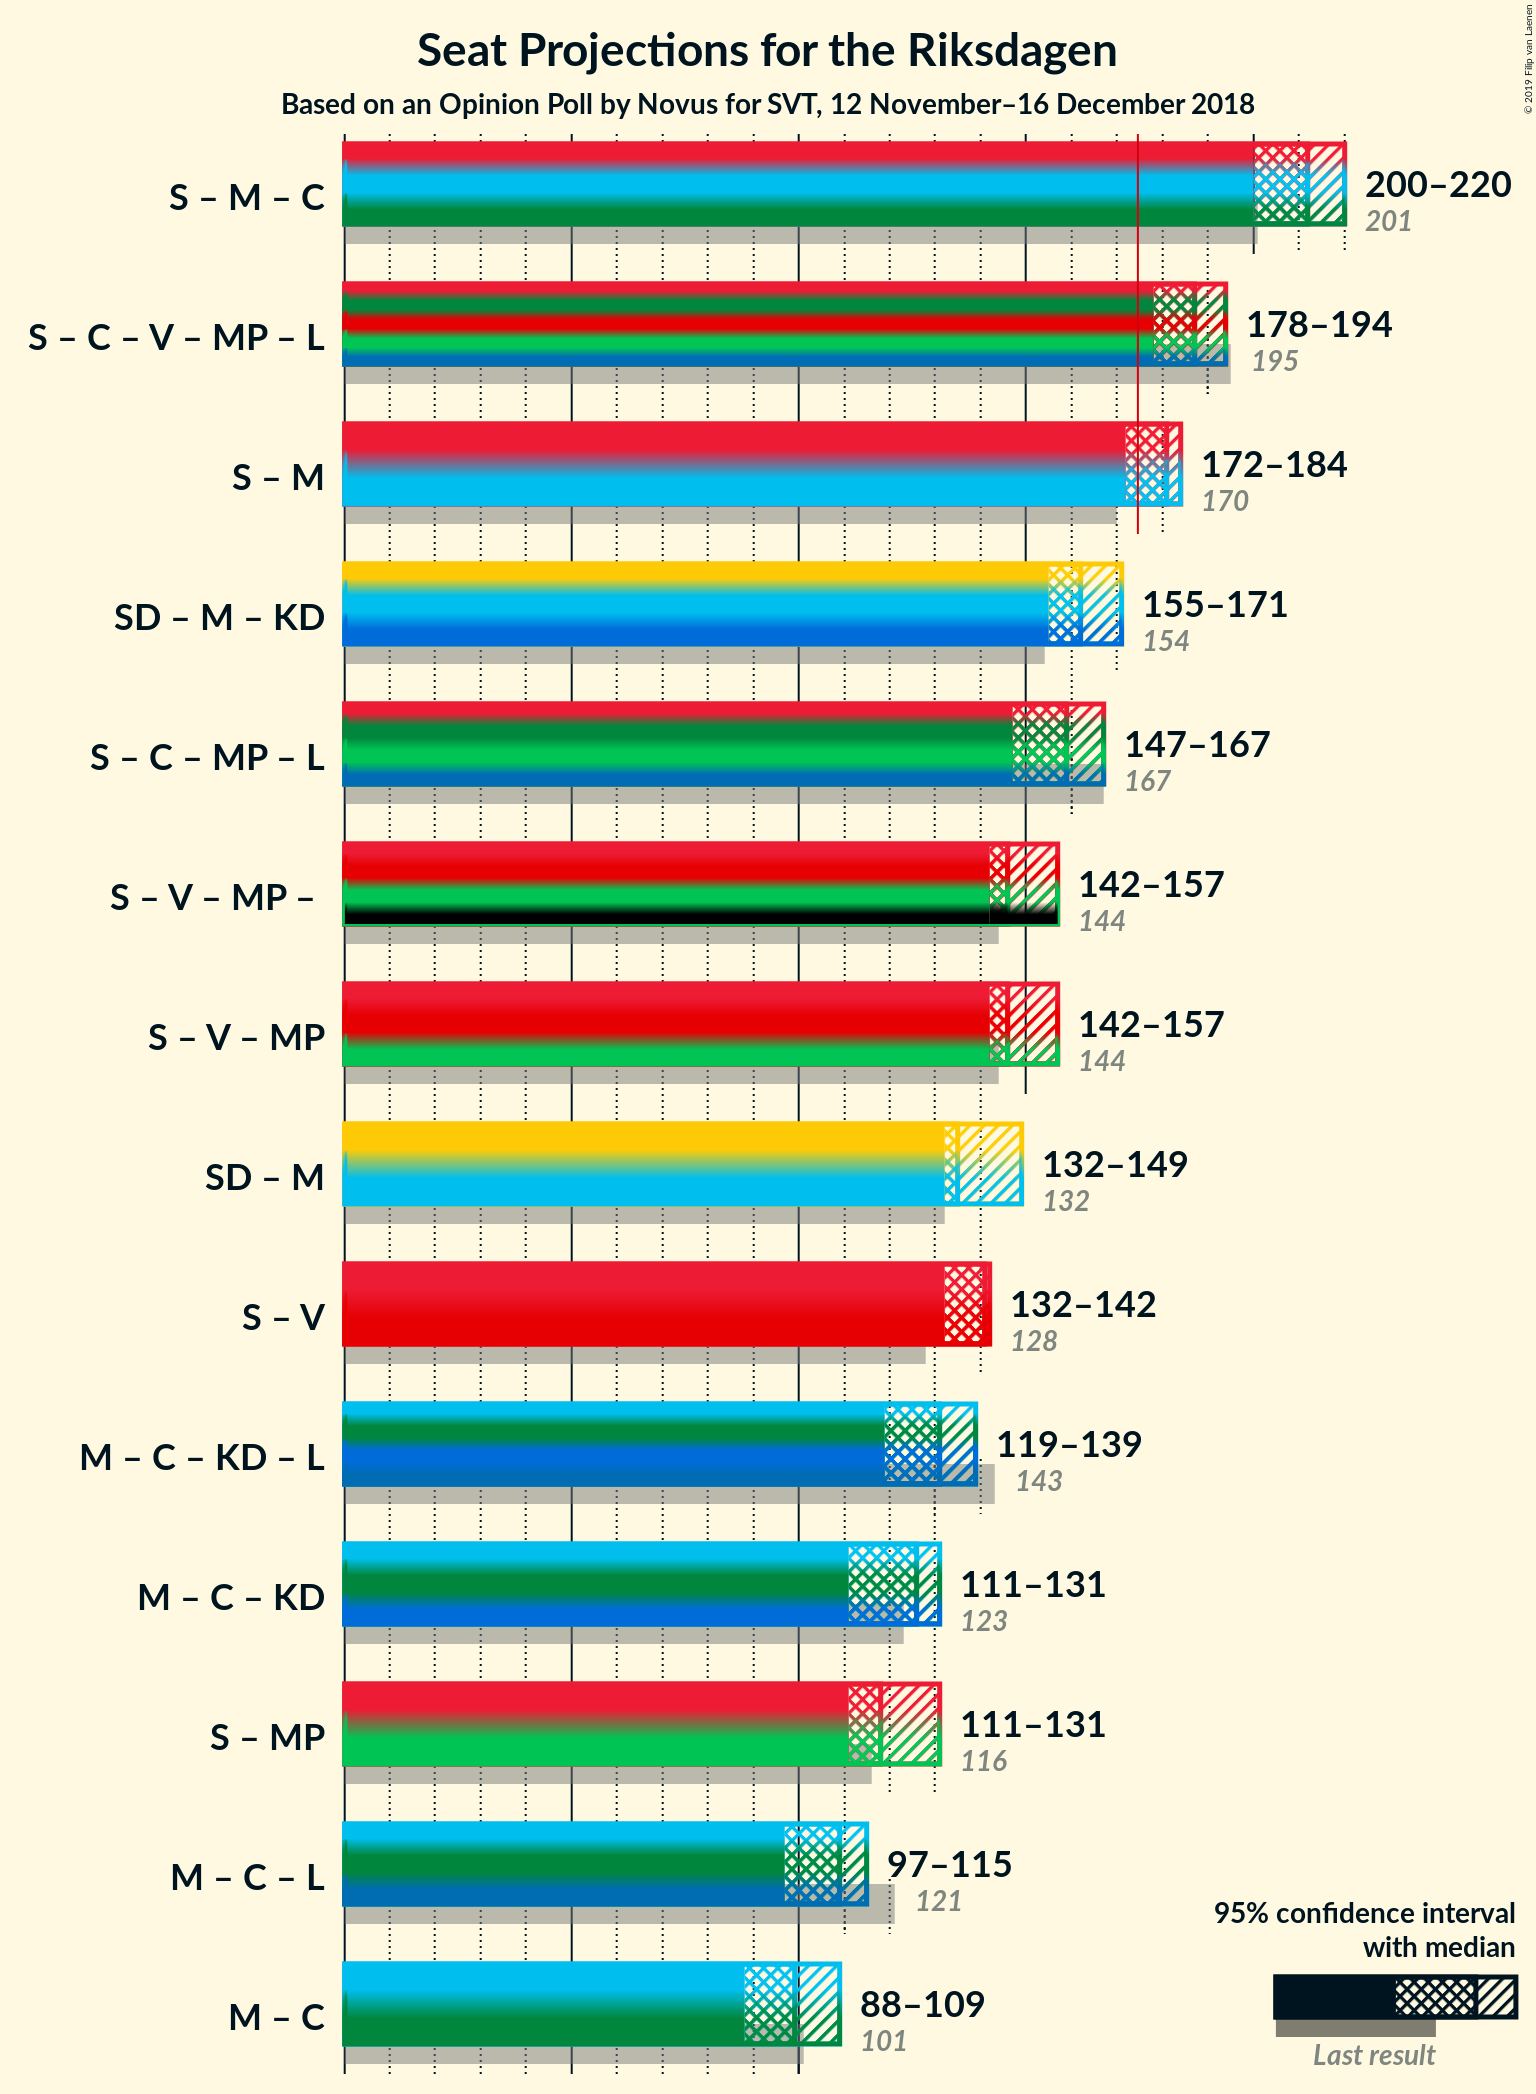 Seat Projections for the Riksdagen
Based on an Opinion Poll by Novus for SVT, 12 November–16 December 2018
© 2019 Filip van Laenen
S – M – C
200–220
201
S – C – V – MP – L
178–194
195
S – M
172–184
170
SD – M – KD
155–171
154
S – C – MP – L
147–167
167
S – V – MP –
142–157
144
S – V – MP
142–157
144
SD – M
132–149
132
S – V
132–142
128
M – C – KD – L
119–139
143
M – C – KD
111–131
123
S – MP
111–131
116
M – C – L
97–115
121
M – C
88–109
101
95% confidence interval
with median
Last result